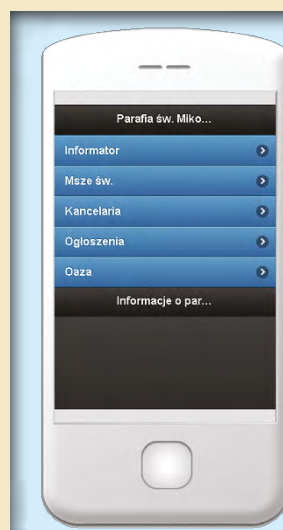 Parafia św. Miko...
Informator
Msze św.
Kancelaria
Ogłoszenia
Oaza
Informacje o par...